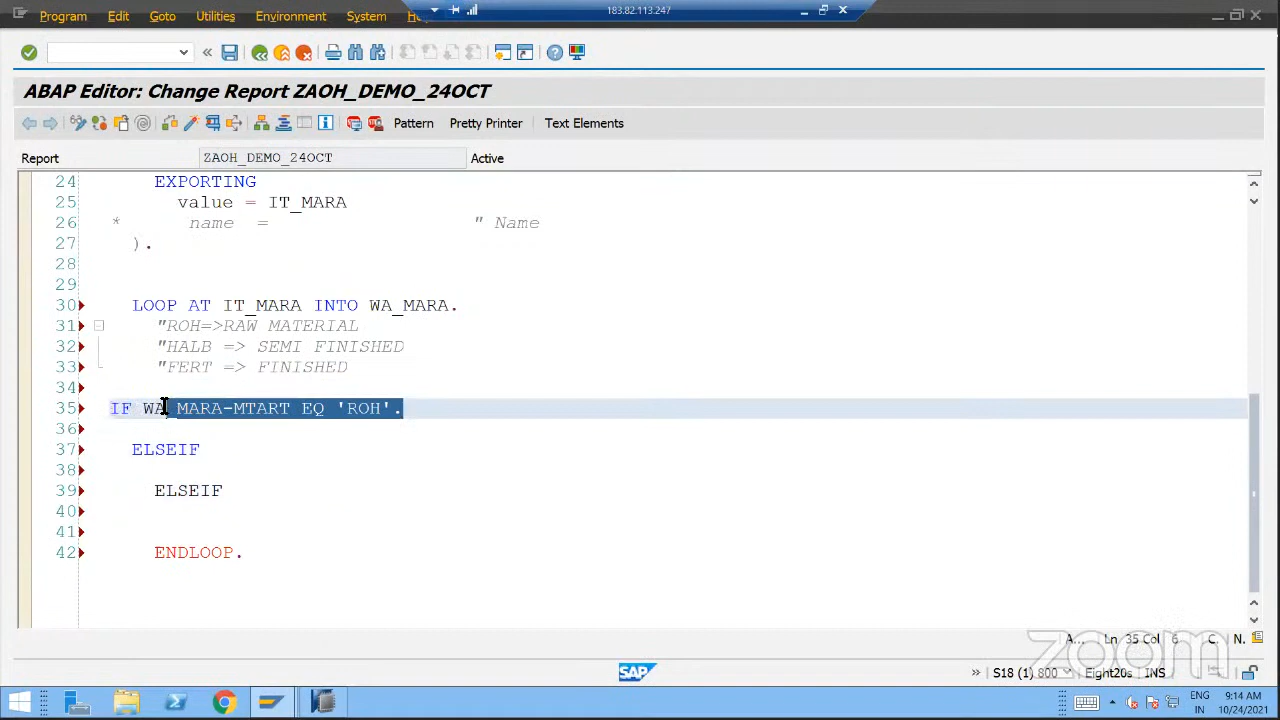 183.82.113.247
Program Edit Goto Utilities Environment System
ABAP Editor: Change Report ZAOH_DEMO_24OCT
Pattern Pretty Printer Text Elements
Report ZAOH_DEMO_24OCT Active
24 EXPORTING
25 value = IT_MARA
26 * name = " Name
27 ).
28
29
30 LOOP AT IT_MARA INTO WA_MARA.
31 "ROH=>RAW MATERIAL
32 "HALB => SEMI FINISHED
33 "FERT => FINISHED
34
35 IF WA_MARA-MTART EQ 'ROH'.
36
37 ELSEIF
38
39 ELSEIF
40
41
42 ENDLOOP.
A... Ln 35 Col 6 C. N.
zoom
SAP » S18 (1) 800 Eight20s INS
ENG 9:14 AM
IN 10/24/2021